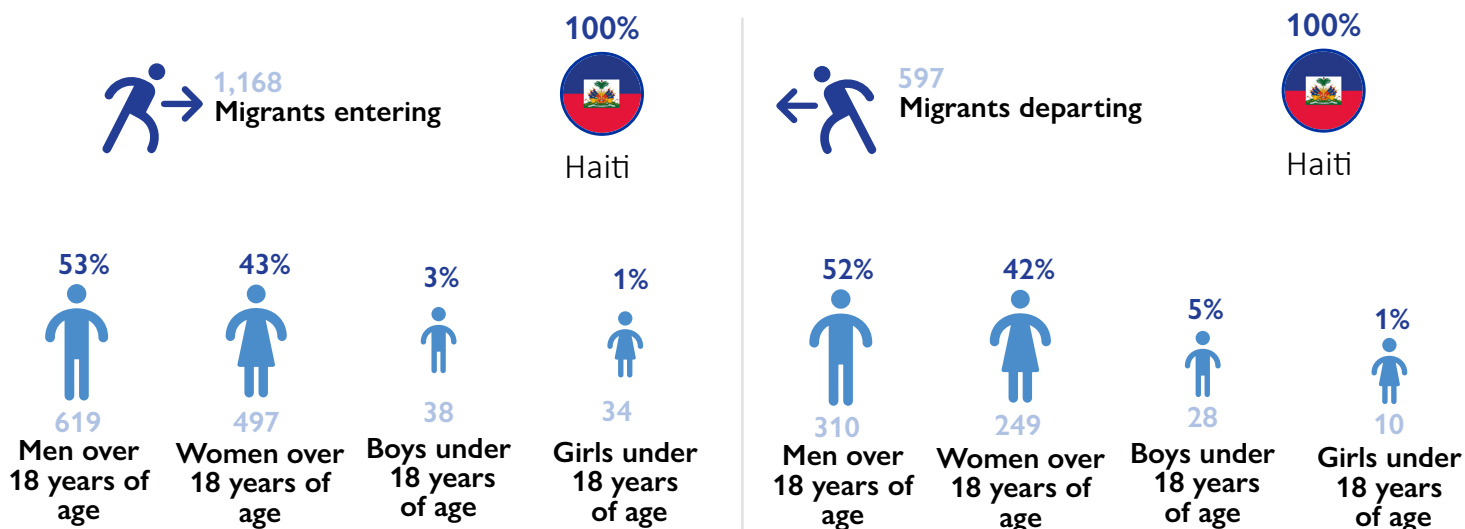 100%
1,168
Migrants entering
Haiti
53%
43%
3%
1%
619
497
38
34
Men over
18 years of
age
Women over
18 years of
age
Boys under
18 years
of age
Girls under
18 years
of age
100%
597
Migrants departing
Haiti
52%
42%
5%
1%
310
249
28
10
Men over
18 years of
age
Women over
18 years of
age
Boys under
18 years
of age
Girls under
18 years
of age